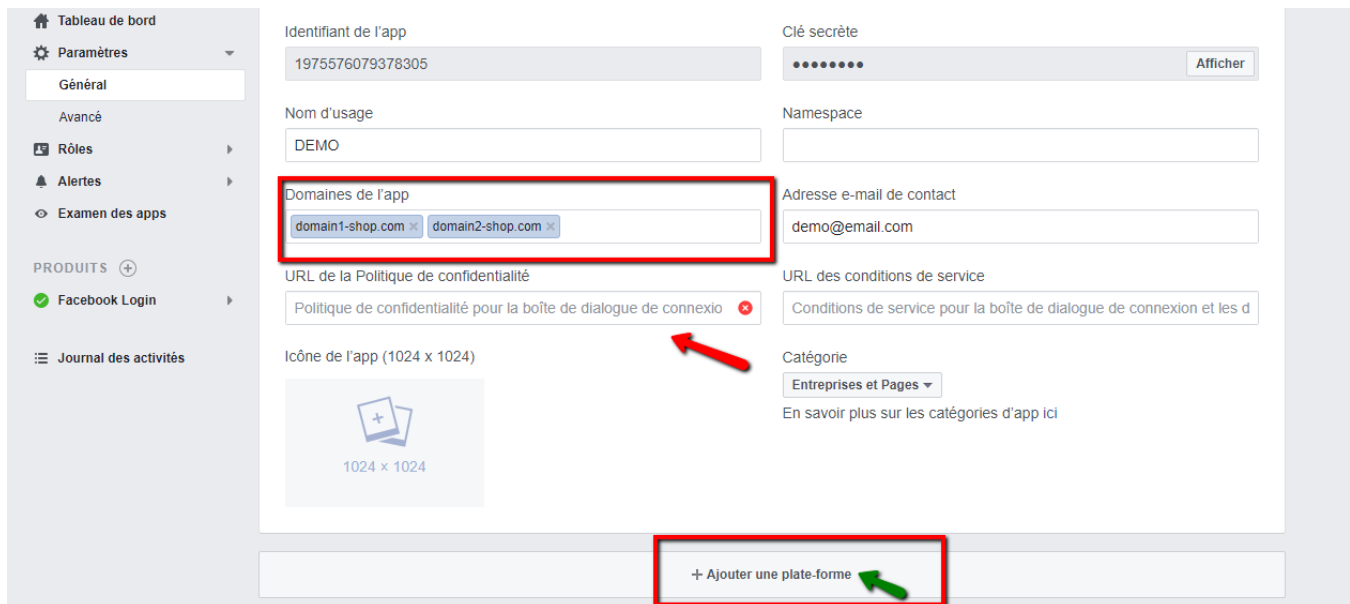 Tableau de bord
Paramètres
Général
Avancé
Rôles
Alertes
Examen des apps
PRODUITS
Facebook Login
Journal des activités
Identifiant de l'app
1975576079378305
Clé secrète
●●●●●●●●
Afficher
Nom d'usage
DEMO
Namespace
Domaines de l'app
domain1-shop.com × domain2-shop.com ×
Adresse e-mail de contact
demo@email.com
URL de la Politique de confidentialité
Politique de confidentialité pour la boîte de dialogue de connexio
URL des conditions de service
Conditions de service pour la boîte de dialogue de connexion et les d
Icône de l'app (1024 x 1024)
1024 × 1024
Catégorie
Entreprises et Pages
En savoir plus sur les catégories d'app ici
+ Ajouter une plate-forme